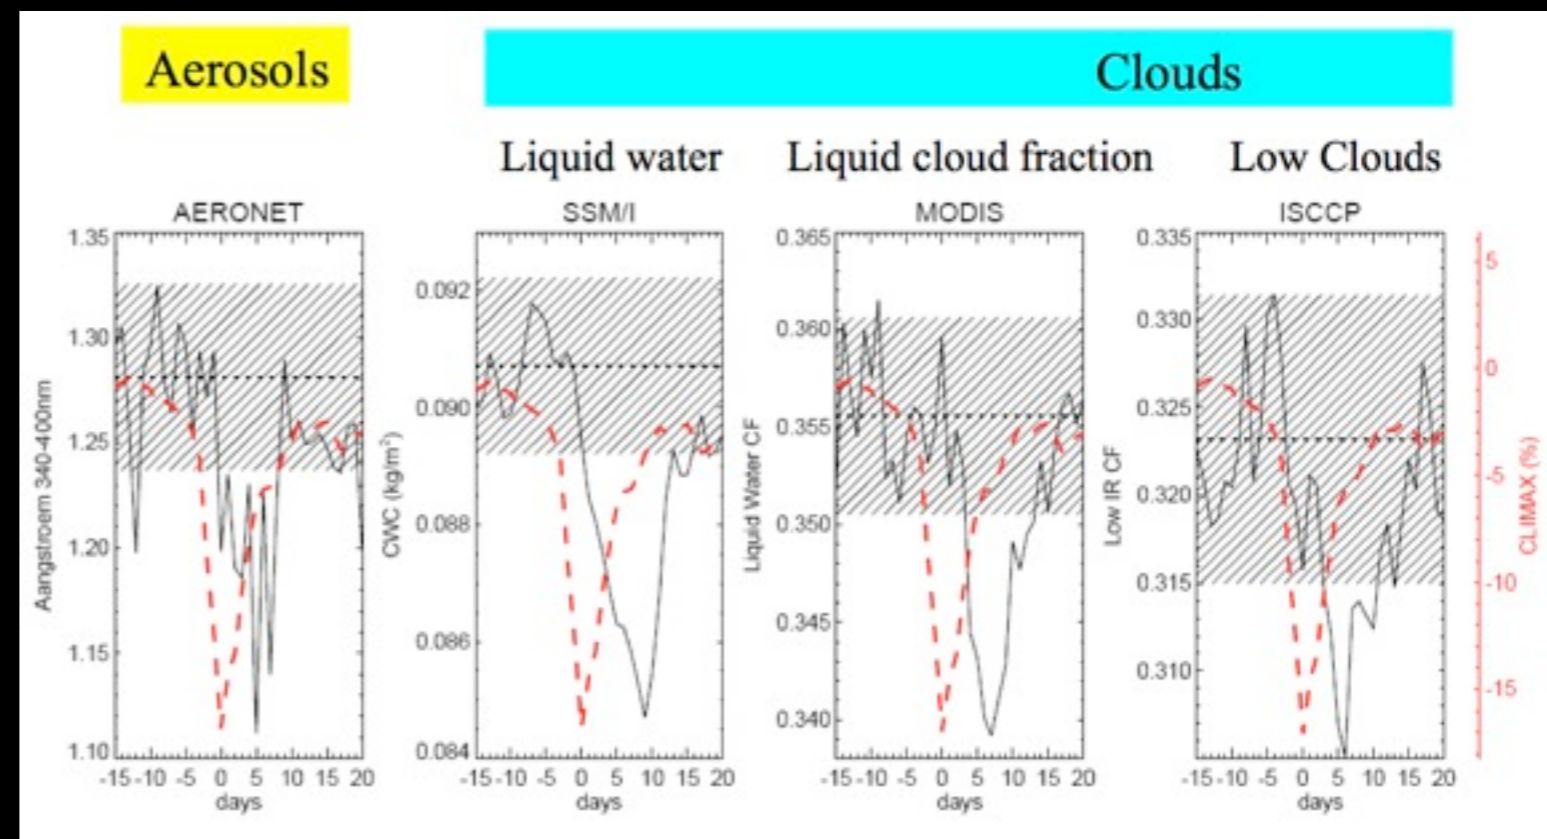 Aerosols
Clouds
Liquid water
Liquid cloud fraction
Low Clouds
AERONET
SSM/I
MODIS
ISCCP
Aangstroem 340-400nm
1.35
1.30
1.25
1.20
1.15
1.10
-15 -10 -5 0 5 10 15 20
days
CWC (kg/m²)
0.092
0.090
0.088
0.086
0.084
-15 -10 -5 0 5 10 15 20
days
Liquid Water CF
0.365
0.360
0.355
0.350
0.345
0.340
-15 -10 -5 0 5 10 15 20
days
Low IR CF
0.335
0.330
0.325
0.320
0.315
0.310
-15 -10 -5 0 5 10 15 20
days
5
0
-5
-10
-15
CLIMAX (%)